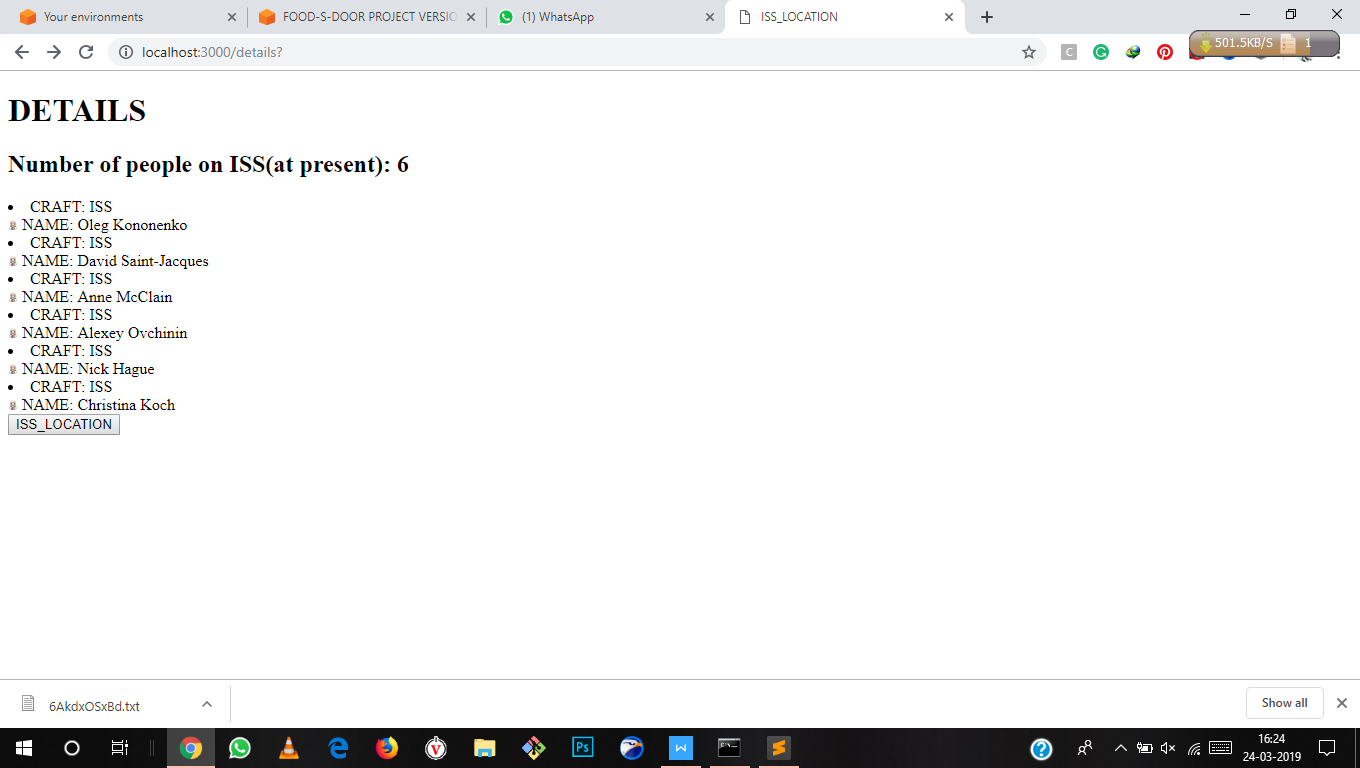 Your environments
FOOD-S-DOOR PROJECT VERSIO
(1) WhatsApp
ISS_LOCATION
localhost:3000/details?
501.5KB/S 1
DETAILS
Number of people on ISS(at present): 6
CRAFT: ISS
NAME: Oleg Kononenko
CRAFT: ISS
NAME: David Saint-Jacques
CRAFT: ISS
NAME: Anne McClain
CRAFT: ISS
NAME: Alexey Ovchinin
CRAFT: ISS
NAME: Nick Hague
CRAFT: ISS
NAME: Christina Koch
ISS_LOCATION
6AkdxOSxBd.txt
Show all
16:24
24-03-2019